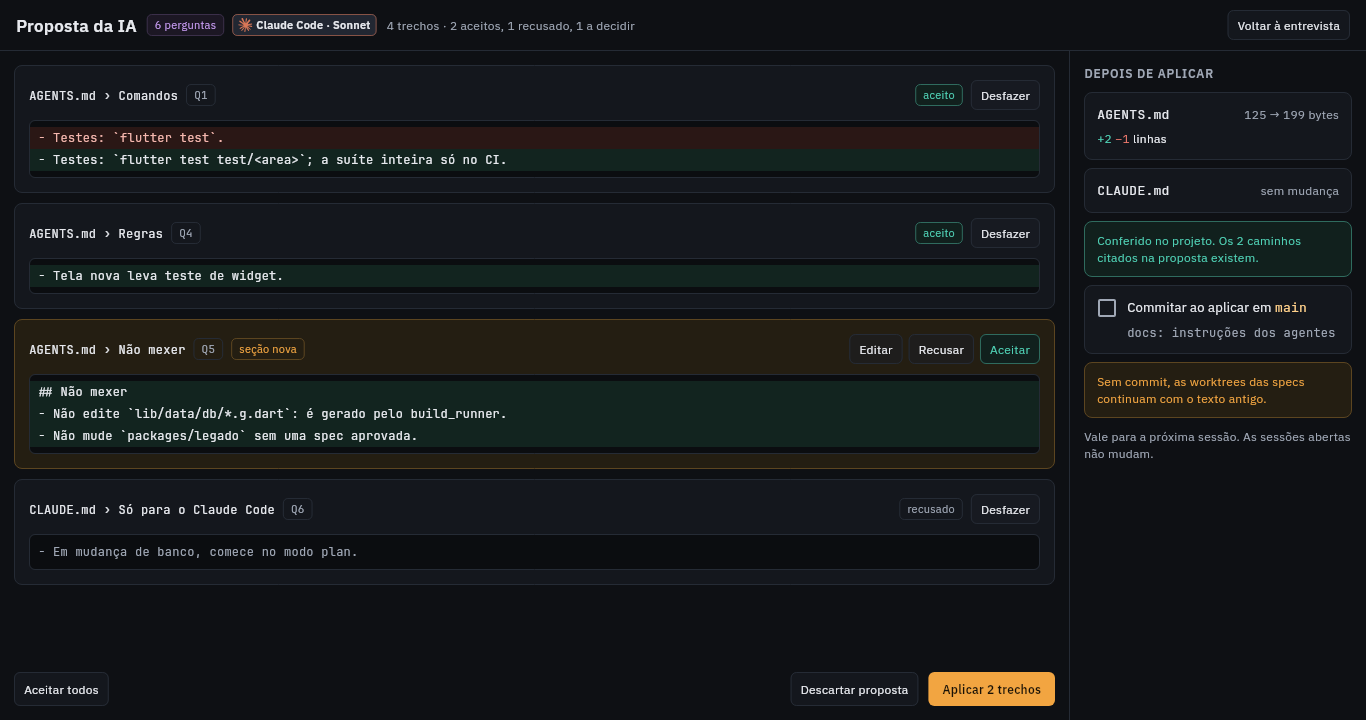 Proposta da IA
6 perguntas
Claude Code · Sonnet
4 trechos · 2 aceitos, 1 recusado, 1 a decidir
Voltar à entrevista
AGENTS.md › Comandos Q1
aceito
Desfazer
- Testes: `flutter test`.
- Testes: `flutter test test/<area>`; a suíte inteira só no CI.
AGENTS.md › Regras Q4
aceito
Desfazer
- Tela nova leva teste de widget.
AGENTS.md › Não mexer Q5 seção nova
Editar
Recusar
Aceitar
## Não mexer
- Não edite `lib/data/db/*.g.dart`: é gerado pelo build_runner.
- Não mude `packages/legado` sem uma spec aprovada.
CLAUDE.md › Só para o Claude Code Q6
recusado
Desfazer
- Em mudança de banco, comece no modo plan.
Aceitar todos
Descartar proposta
Aplicar 2 trechos
DEPOIS DE APLICAR
AGENTS.md 125 → 199 bytes
+2 −1 linhas
CLAUDE.md sem mudança
Conferido no projeto. Os 2 caminhos
citados na proposta existem.
Commitar ao aplicar em main
docs: instruções dos agentes
Sem commit, as worktrees das specs
continuam com o texto antigo.
Vale para a próxima sessão. As sessões abertas
não mudam.